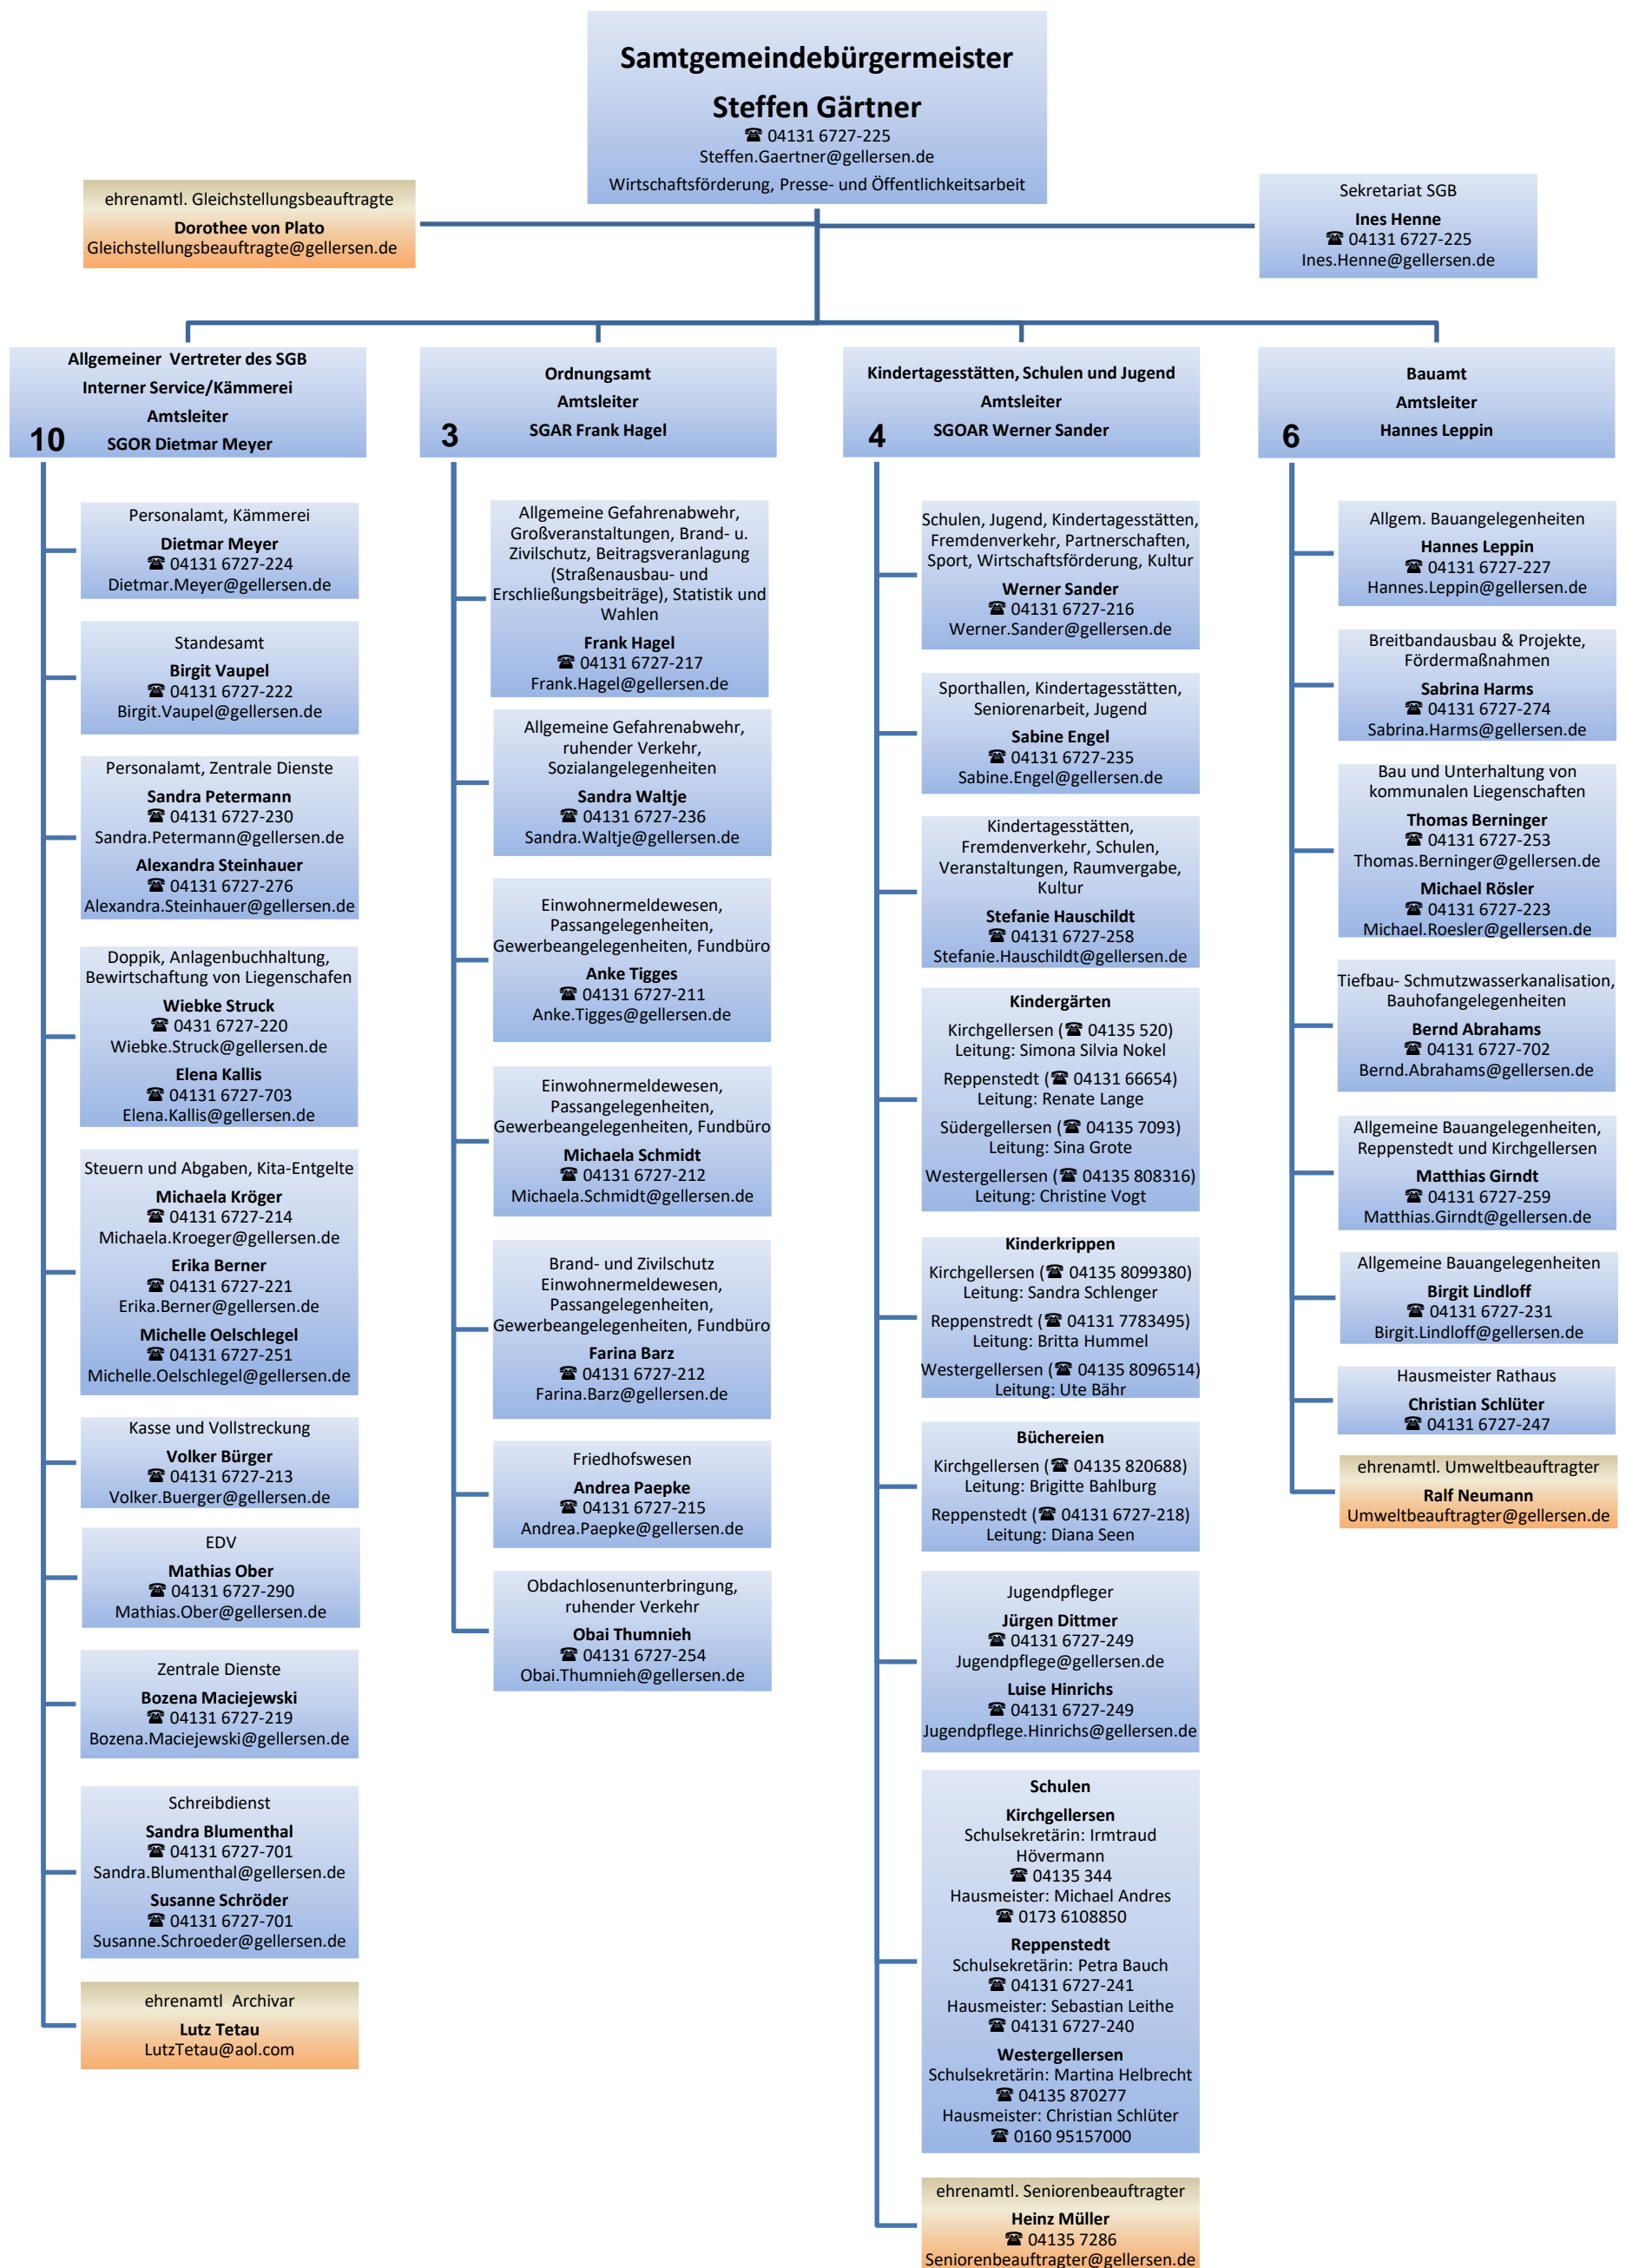 Samtgemeindebürgermeister
Steffen Gärtner
☎ 04131 6727-225
Steffen.Gaertner@gellersen.de
Wirtschaftsförderung, Presse- und Öffentlichkeitsarbeit
ehrenamtl. Gleichstellungsbeauftragte
Dorothee von Plato
Gleichstellungsbeauftragte@gellersen.de
Sekretariat SGB
Ines Henne
☎ 04131 6727-225
Ines.Henne@gellersen.de
Allgemeiner Vertreter des SGB
Interner Service/Kämmerei
Amtsleiter
SGOR Dietmar Meyer
10
Personalamt, Kämmerei
Dietmar Meyer
☎ 04131 6727-224
Dietmar.Meyer@gellersen.de
Standesamt
Birgit Vaupel
☎ 04131 6727-222
Birgit.Vaupel@gellersen.de
Personalamt, Zentrale Dienste
Sandra Petermann
☎ 04131 6727-230
Sandra.Petermann@gellersen.de
Alexandra Steinhauer
☎ 04131 6727-276
Alexandra.Steinhauer@gellersen.de
Doppik, Anlagenbuchhaltung,
Bewirtschaftung von Liegenschafen
Wiebke Struck
☎ 0431 6727-220
Wiebke.Struck@gellersen.de
Elena Kallis
☎ 04131 6727-703
Elena.Kallis@gellersen.de
Steuern und Abgaben, Kita-Entgelte
Michaela Kröger
☎ 04131 6727-214
Michaela.Kroeger@gellersen.de
Erika Berner
☎ 04131 6727-221
Erika.Berner@gellersen.de
Michelle Oelschlegel
☎ 04131 6727-251
Michelle.Oelschlegel@gellersen.de
Kasse und Vollstreckung
Volker Bürger
☎ 04131 6727-213
Volker.Buerger@gellersen.de
EDV
Mathias Ober
☎ 04131 6727-290
Mathias.Ober@gellersen.de
Zentrale Dienste
Bozena Maciejewski
☎ 04131 6727-219
Bozena.Maciejewski@gellersen.de
Schreibdienst
Sandra Blumenthal
☎ 04131 6727-701
Sandra.Blumenthal@gellersen.de
Susanne Schröder
☎ 04131 6727-701
Susanne.Schroeder@gellersen.de
ehrenamtl Archivar
Lutz Tetau
LutzTetau@aol.com
Ordnungsamt
Amtsleiter
SGAR Frank Hagel
3
Allgemeine Gefahrenabwehr,
Großveranstaltungen, Brand- u.
Zivilschutz, Beitragsveranlagung
(Straßenausbau- und
Erschließungsbeiträge), Statistik und
Wahlen
Frank Hagel
☎ 04131 6727-217
Frank.Hagel@gellersen.de
Allgemeine Gefahrenabwehr,
ruhender Verkehr,
Sozialangelegenheiten
Sandra Waltje
☎ 04131 6727-236
Sandra.Waltje@gellersen.de
Einwohnermeldewesen,
Passangelegenheiten,
Gewerbeangelegenheiten, Fundbüro
Anke Tigges
☎ 04131 6727-211
Anke.Tigges@gellersen.de
Einwohnermeldewesen,
Passangelegenheiten,
Gewerbeangelegenheiten, Fundbüro
Michaela Schmidt
☎ 04131 6727-212
Michaela.Schmidt@gellersen.de
Brand- und Zivilschutz
Einwohnermeldewesen,
Passangelegenheiten,
Gewerbeangelegenheiten, Fundbüro
Farina Barz
☎ 04131 6727-212
Farina.Barz@gellersen.de
Friedhofswesen
Andrea Paepke
☎ 04131 6727-215
Andrea.Paepke@gellersen.de
Obdachlosenunterbringung,
ruhender Verkehr
Obai Thumnieh
☎ 04131 6727-254
Obai.Thumnieh@gellersen.de
Kindertagesstätten, Schulen und Jugend
Amtsleiter
SGOAR Werner Sander
4
Schulen, Jugend, Kindertagesstätten,
Fremdenverkehr, Partnerschaften,
Sport, Wirtschaftsförderung, Kultur
Werner Sander
☎ 04131 6727-216
Werner.Sander@gellersen.de
Sporthallen, Kindertagesstätten,
Seniorenarbeit, Jugend
Sabine Engel
☎ 04131 6727-235
Sabine.Engel@gellersen.de
Kindertagesstätten,
Fremdenverkehr, Schulen,
Veranstaltungen, Raumvergabe,
Kultur
Stefanie Hauschildt
☎ 04131 6727-258
Stefanie.Hauschildt@gellersen.de
Kindergärten
Kirchgellersen (☎ 04135 520)
Leitung: Simona Silvia Nokel
Reppenstedt (☎ 04131 66654)
Leitung: Renate Lange
Südergellersen (☎ 04135 7093)
Leitung: Sina Grote
Westergellersen (☎ 04135 808316)
Leitung: Christine Vogt
Kinderkrippen
Kirchgellersen (☎ 04135 8099380)
Leitung: Sandra Schlenger
Reppenstredt (☎ 04131 7783495)
Leitung: Britta Hummel
Westergellersen (☎ 04135 8096514)
Leitung: Ute Bähr
Büchereien
Kirchgellersen (☎ 04135 820688)
Leitung: Brigitte Bahlburg
Reppenstedt (☎ 04131 6727-218)
Leitung: Diana Seen
Jugendpfleger
Jürgen Dittmer
☎ 04131 6727-249
Jugendpflege@gellersen.de
Luise Hinrichs
☎ 04131 6727-249
Jugendpflege.Hinrichs@gellersen.de
Schulen
Kirchgellersen
Schulsekretärin: Irmtraud
Hövermann
☎ 04135 344
Hausmeister: Michael Andres
☎ 0173 6108850
Reppenstedt
Schulsekretärin: Petra Bauch
☎ 04131 6727-241
Hausmeister: Sebastian Leithe
☎ 04131 6727-240
Westergellersen
Schulsekretärin: Martina Helbrecht
☎ 04135 870277
Hausmeister: Christian Schlüter
☎ 0160 95157000
ehrenamtl. Seniorenbeauftragter
Heinz Müller
☎ 04135 7286
Seniorenbeauftragter@gellersen.de
Bauamt
Amtsleiter
Hannes Leppin
6
Allgem. Bauangelegenheiten
Hannes Leppin
☎ 04131 6727-227
Hannes.Leppin@gellersen.de
Breitbandausbau & Projekte,
Fördermaßnahmen
Sabrina Harms
☎ 04131 6727-274
Sabrina.Harms@gellersen.de
Bau und Unterhaltung von
kommunalen Liegenschaften
Thomas Berninger
☎ 04131 6727-253
Thomas.Berninger@gellersen.de
Michael Rösler
☎ 04131 6727-223
Michael.Roesler@gellersen.de
Tiefbau- Schmutzwasserkanalisation,
Bauhofangelegenheiten
Bernd Abrahams
☎ 04131 6727-702
Bernd.Abrahams@gellersen.de
Allgemeine Bauangelegenheiten,
Reppenstedt und Kirchgellersen
Matthias Girndt
☎ 04131 6727-259
Matthias.Girndt@gellersen.de
Allgemeine Bauangelegenheiten
Birgit Lindloff
☎ 04131 6727-231
Birgit.Lindloff@gellersen.de
Hausmeister Rathaus
Christian Schlüter
☎ 04131 6727-247
ehrenamtl. Umweltbeauftragter
Ralf Neumann
Umweltbeauftragter@gellersen.de